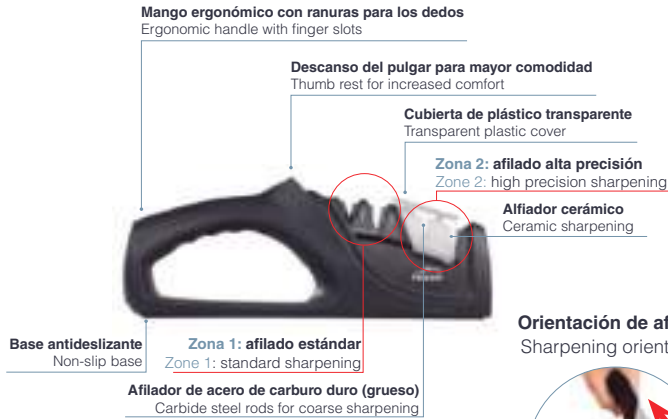 Mango ergonómico con ranuras para los dedos
Ergonomic handle with finger slots
Descanso del pulgar para mayor comodidad
Thumb rest for increased comfort
Cubierta de plástico transparente
Transparent plastic cover
Zona 2: afilado alta precisión
Zone 2: high precision sharpening
Alfiador cerámico
Ceramic sharpening
Base antideslizante
Non-slip base
Zona 1: afilado estándar
Zone 1: standard sharpening
Afilador de acero de carburo duro (grueso)
Carbide steel rods for coarse sharpening
Orientación de af
Sharpening orient